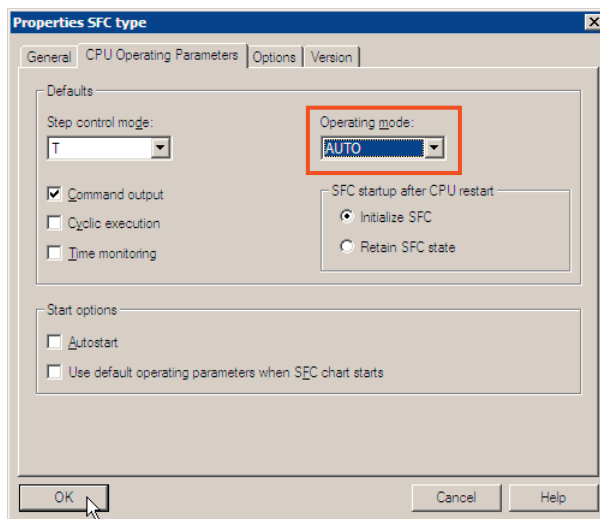 Properties SFC type
General CPU Operating Parameters Options Version
Defaults
Step control mode: Operating mode:
T AUTO
Command output SFC startup after CPU restart
Cyclic execution Initialize SFC
Time monitoring Retain SFC state
Start options
Autostart
Use default operating parameters when SFC chart starts
OK Cancel Help